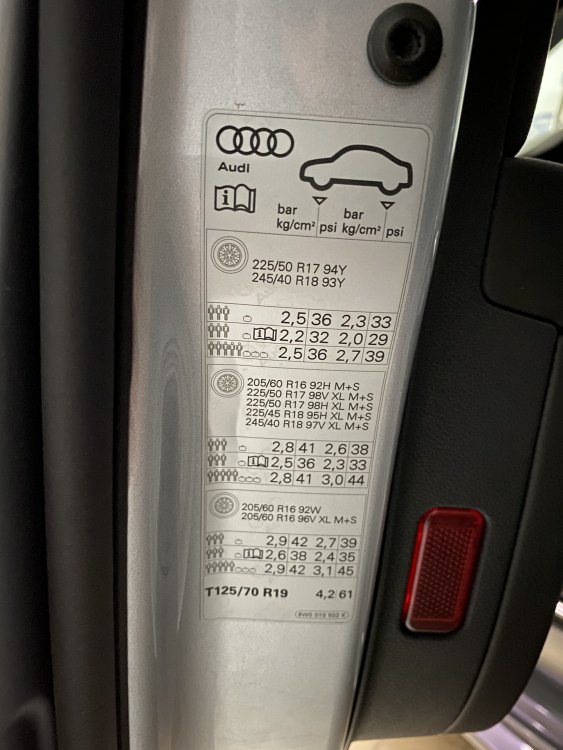 Audi
i
bar bar
kg/cm² psi kg/cm² psi
225/50 R17 94Y
245/40 R18 93Y
2,5 36 2,3 33
i 2,2 32 2,0 29
2,5 36 2,7 39
205/60 R16 92H M+S
225/50 R17 98V XL M+S
225/50 R17 98H XL M+S
225/45 R18 95H XL M+S
245/40 R18 97V XL M+S
2,8 41 2,6 38
i 2,5 36 2,3 33
2,8 41 3,0 44
205/60 R16 92W
205/60 R16 96V XL M+S
2,9 42 2,7 39
2,6 38 2,4 35
2,9 42 3,1 45
T125/70 R19 4,2 61
8W0 010 502 K